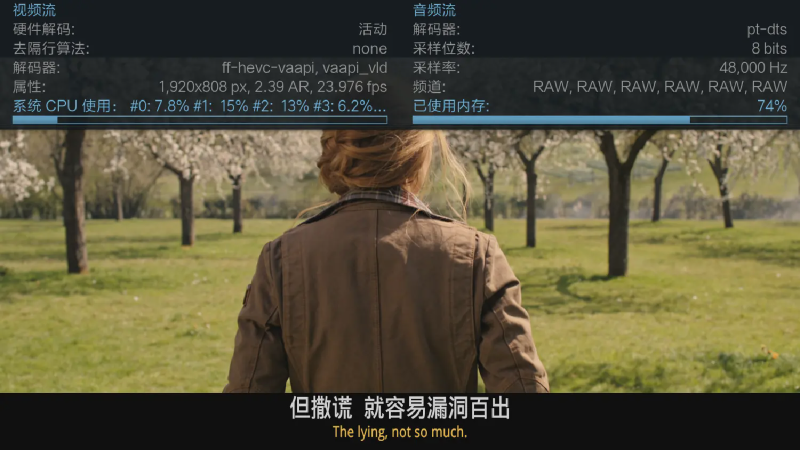 视频流
硬件解码: 活动
去隔行算法: none
解码器: ff-hevc-vaapi, vaapi_vld
属性: 1,920x808 px, 2.39 AR, 23.976 fps
系统 CPU 使用: #0: 7.8% #1: 15% #2: 13% #3: 6.2%...
音频流
解码器: pt-dts
采样位数: 8 bits
采样率: 48,000 Hz
频道: RAW, RAW, RAW, RAW, RAW, RAW
已使用内存: 74%
但撒谎 就容易漏洞百出
The lying, not so much.